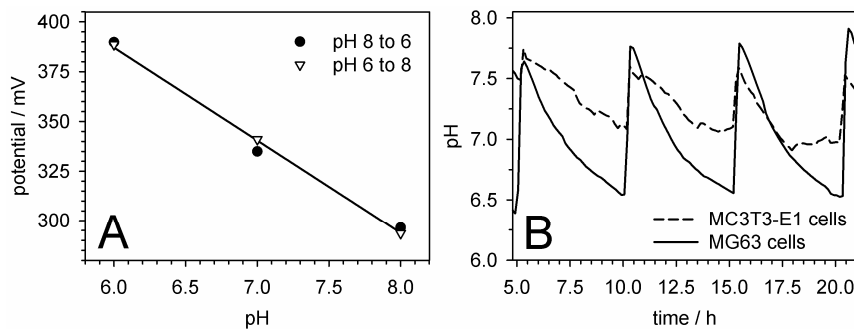 400
375
350
325
300
potential / mV
6.0 6.5 7.0 7.5 8.0
pH
pH 8 to 6
pH 6 to 8
A
8.0
7.5
7.0
6.5
6.0
pH
5.0 7.5 10.0 12.5 15.0 17.5 20.0
time / h
MC3T3-E1 cells
MG63 cells
B